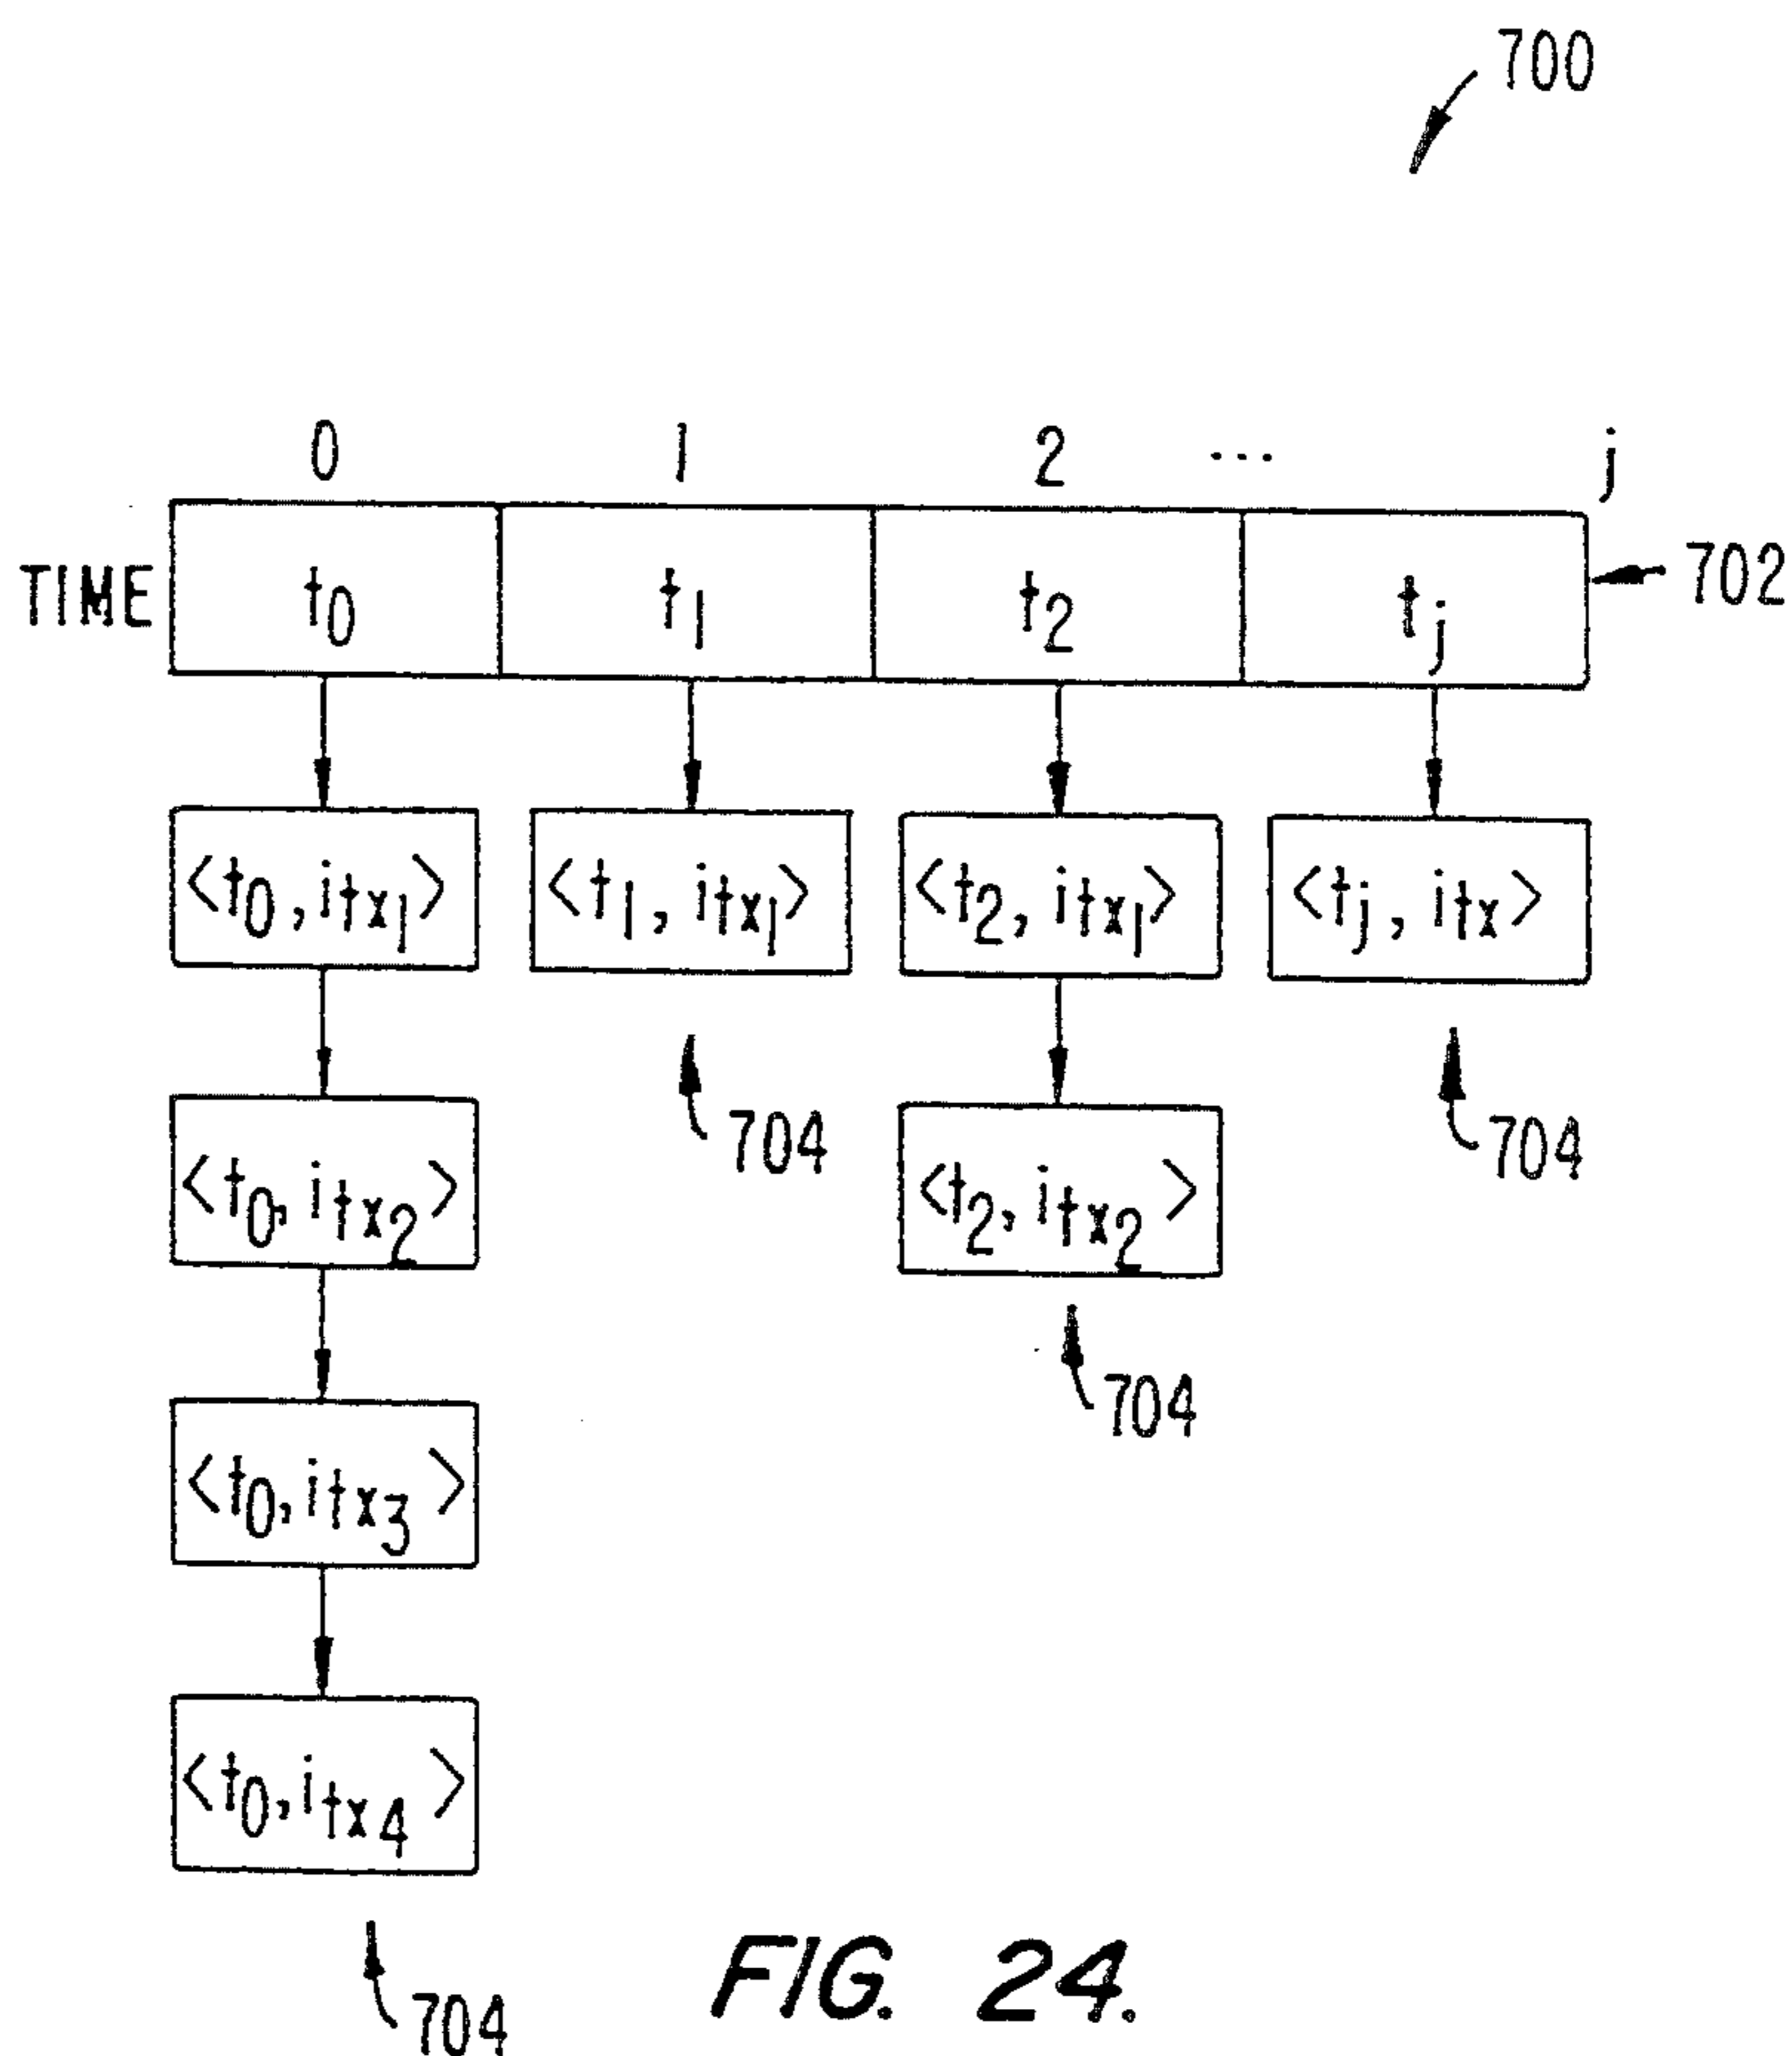 700
0 1 2 ... j
TIME t0 t1 t2 tj 702
<t0, itx1> <t1, itx1> <t2, itx1> <tj, itx>
704 704
<t0, itx2> <t2, itx2>
704
<t0, itx3>
<t0, itx4>
704
FIG. 24.